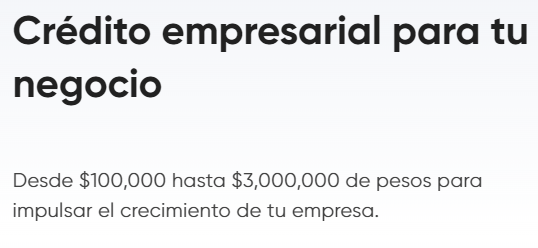 Crédito empresarial para tu
negocio
Desde $100,000 hasta $3,000,000 de pesos para
impulsar el crecimiento de tu empresa.